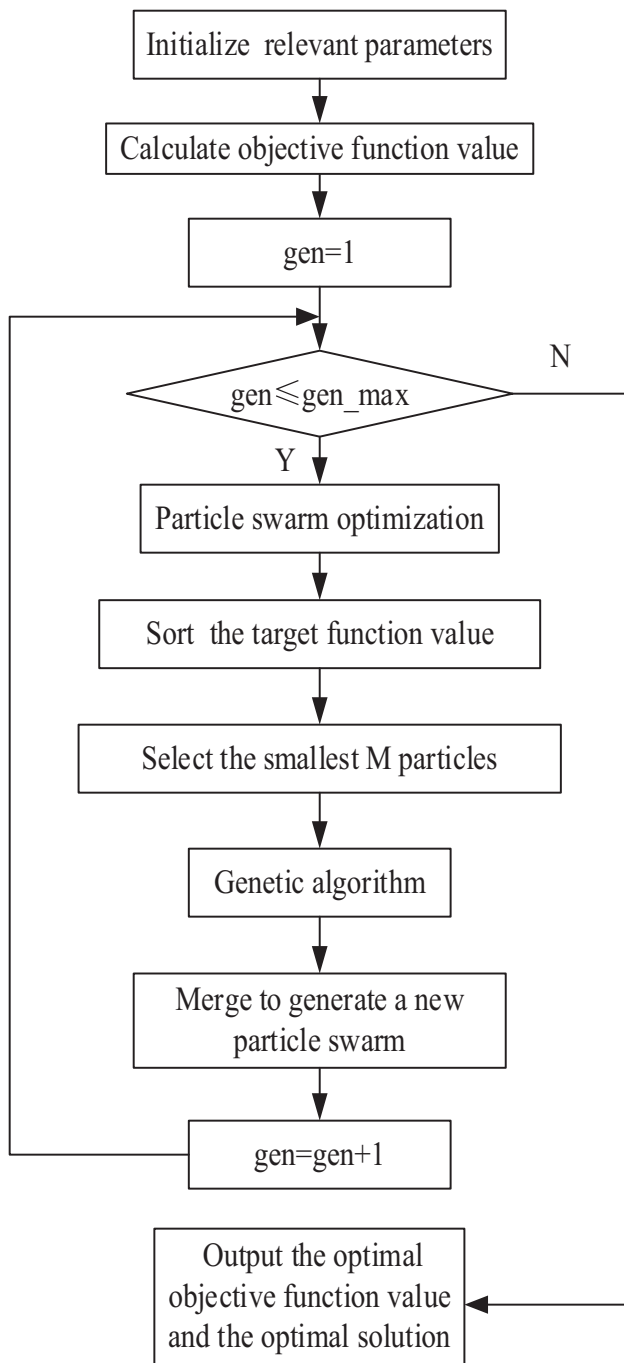 Initialize relevant parameters
Calculate objective function value
gen=1
N
gen≤gen_max
Y
Particle swarm optimization
Sort the target function value
Select the smallest M particles
Genetic algorithm
Merge to generate a new
particle swarm
gen=gen+1
Output the optimal
objective function value
and the optimal solution